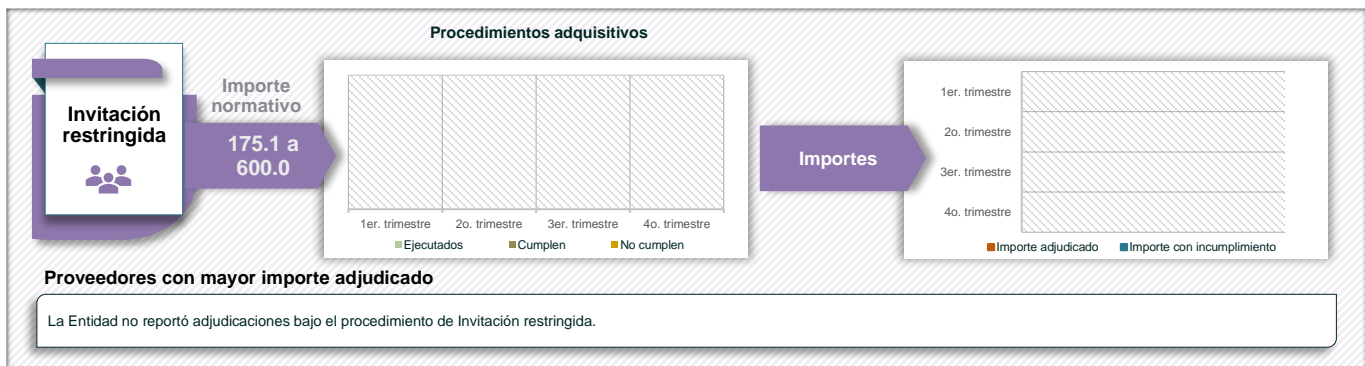 Procedimientos adquisitivos
Invitación
restringida
Importe
normativo
175.1 a
600.0
1er. trimestre 2o. trimestre 3er. trimestre 4o. trimestre
Ejecutados Cumplen No cumplen
Importes
1er. trimestre
2o. trimestre
3er. trimestre
4o. trimestre
Importe adjudicado Importe con incumplimiento
Proveedores con mayor importe adjudicado
La Entidad no reportó adjudicaciones bajo el procedimiento de Invitación restringida.